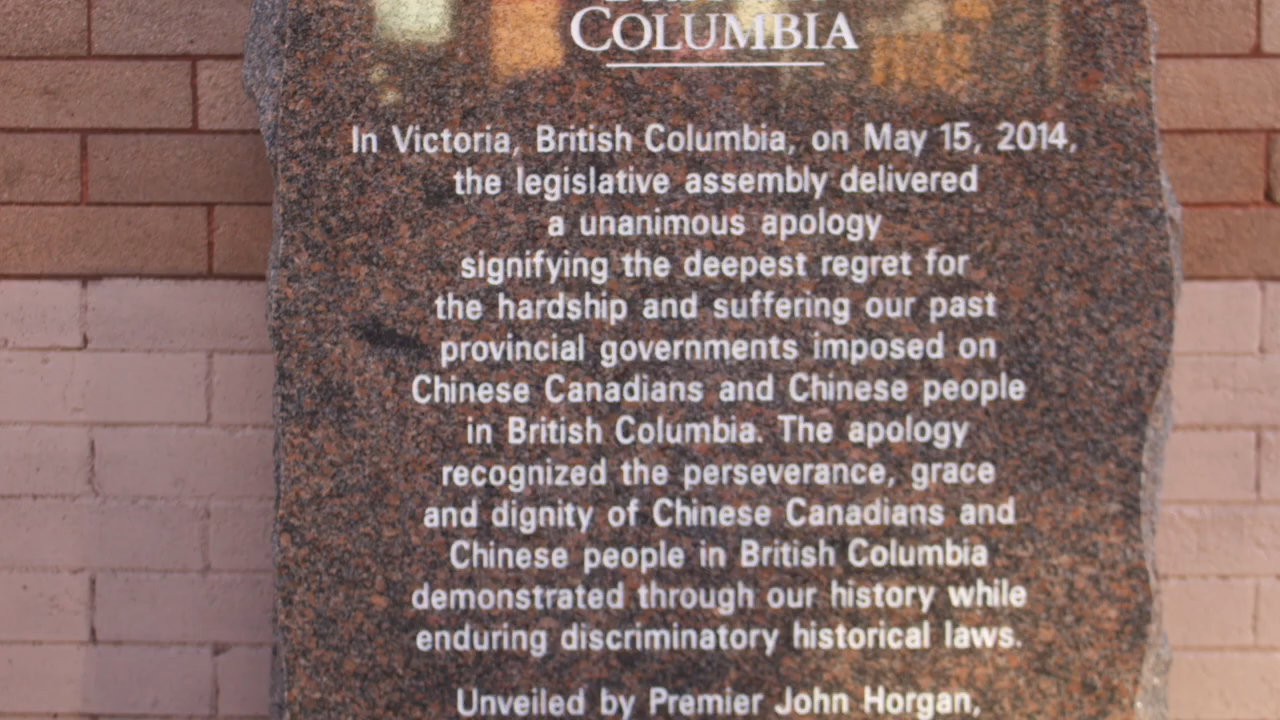 COLUMBIA
In Victoria, British Columbia, on May 15, 2014,
the legislative assembly delivered
a unanimous apology
signifying the deepest regret for
the hardship and suffering our past
provincial governments imposed on
Chinese Canadians and Chinese people
in British Columbia. The apology
recognized the perseverance, grace
and dignity of Chinese Canadians and
Chinese people in British Columbia
demonstrated through our history while
enduring discriminatory historical laws.
Unveiled by Premier John Horgan,